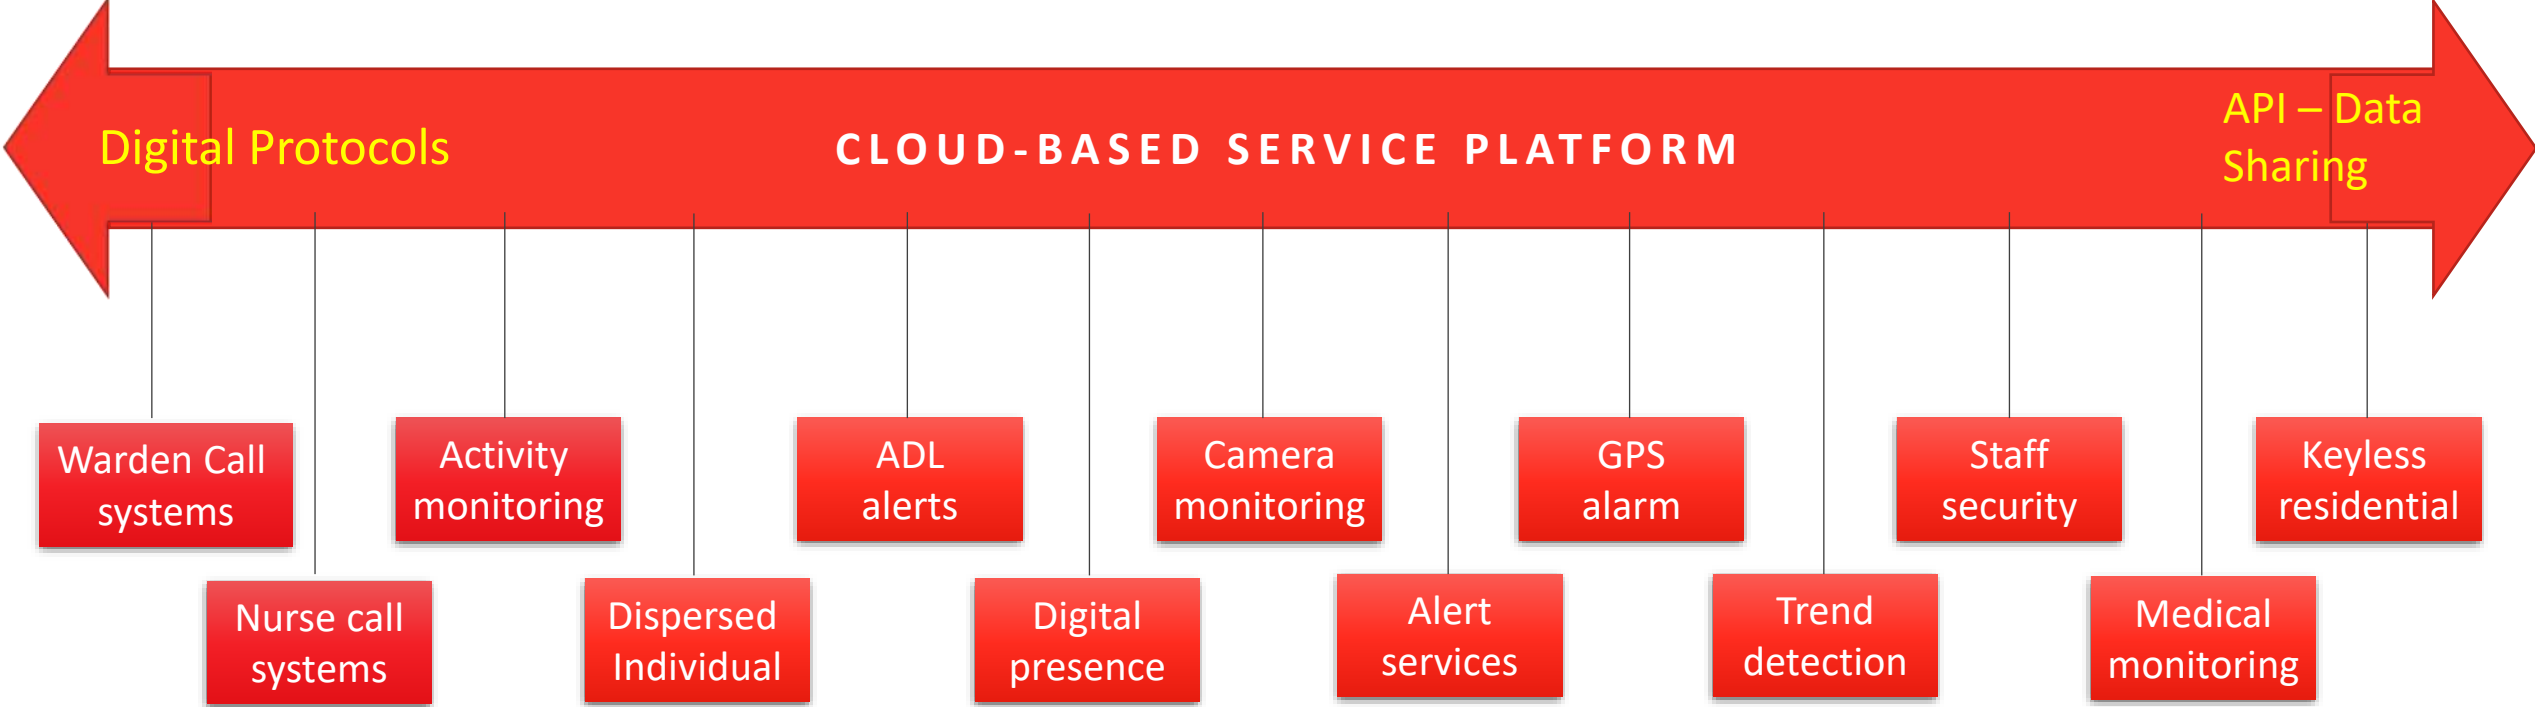 Digital Protocols
CLOUD-BASED SERVICE PLATFORM
API – Data
Sharing
Warden Call
systems
Nurse call
systems
Activity
monitoring
Dispersed
Individual
ADL
alerts
Digital
presence
Camera
monitoring
Alert
services
GPS
alarm
Trend
detection
Staff
security
Medical
monitoring
Keyless
residential